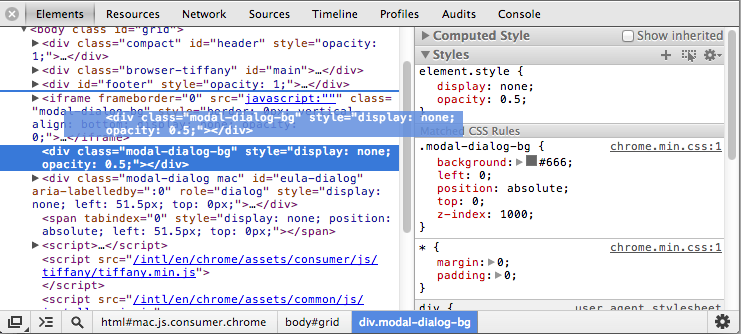 Elements Resources Network Sources Timeline Profiles Audits Console
<body class="grid">
<div class="compact" id="header" style="opacity:
1;">…</div>
<div class="browser-tiffany" id="main">…</div>
<div id="footer" style="opacity: 1;">…</div>
<iframe frameborder="0" src="javascript:""" class=
"modal-dialog-bg" style="border: 0px; vertical-
<div class="modal-dialog-bg" style="display: none;
align: bottom;
opacity: 0.5;"></div>
0;">…</iframe>
<div class="modal-dialog-bg" style="display: none;
opacity: 0.5;"></div>
<div class="modal-dialog mac" id="eula-dialog"
aria-labelledby=":0" role="dialog" style="display:
none; left: 51.5px; top: 0px;">…</div>
<span tabindex="0" style="display: none; position:
absolute; left: 51.5px; top: 0px;"></span>
<script>…</script>
<script src="/intl/en/chrome/assets/consumer/js/
tiffany/tiffany.min.js">
</script>
<script src="/intl/en/chrome/assets/common/js/
Computed Style Show inherited
Styles
element.style {
display: none;
opacity: 0.5;
}
Matched CSS Rules
.modal-dialog-bg { chrome.min.css:1
background: #666;
left: 0;
position: absolute;
top: 0;
z-index: 1000;
}
* { chrome.min.css:1
margin: 0;
padding: 0;
}
div { user agent stylesheet
html#mac.js.consumer.chrome body#grid div.modal-dialog-bg